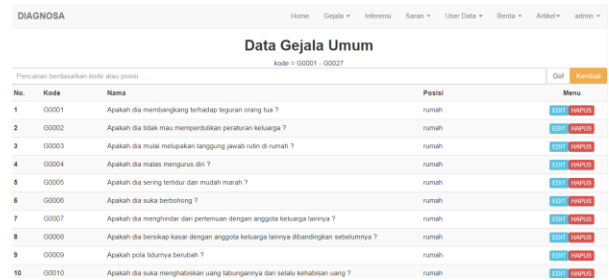 DIAGNOSA Home Gejala Inferensi Saran User Data Berita Artikel admin
Data Gejala Umum
kode = G0001 - G0027
Pencarian berdasarkan kode atau posisi . . . Go! Kembali
No. Kode Nama Posisi Menu
1 G0001 Apakah dia membangkang terhadap teguran orang tua ? rumah EDIT HAPUS
2 G0002 Apakah dia tidak mau memperdulikan peraturan keluarga ? rumah EDIT HAPUS
3 G0003 Apakah dia mulai melupakan tanggung jawab rutin di rumah ? rumah EDIT HAPUS
4 G0004 Apakah dia malas mengurus diri ? rumah EDIT HAPUS
5 G0005 Apakah dia sering tertidur dan mudah marah ? rumah EDIT HAPUS
6 G0006 Apakah dia suka berbohong ? rumah EDIT HAPUS
7 G0007 Apakah dia menghindar dari pertemuan dengan anggota keluarga lainnya ? rumah EDIT HAPUS
8 G0008 Apakah dia bersikap kasar dengan anggota keluarga lainnya dibandingkan sebelumnya ? rumah EDIT HAPUS
9 G0009 Apakah pola tidurnya berubah ? rumah EDIT HAPUS
10 G0010 Apakah dia suka menghabiskan uang tabungannya dan selalu kehabisan uang ? rumah EDIT HAPUS